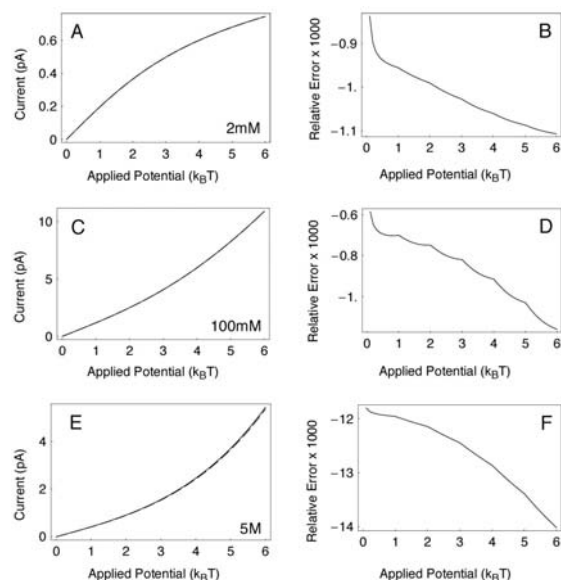 A
Current (pA)
0.6
0.4
0.2
0
2mM
0 1 2 3 4 5 6
Applied Potential (kBT)
B
Relative Error x 1000
−0.9
−1.
−1.1
0 1 2 3 4 5 6
Applied Potential (kBT)
C
Current (pA)
10
5
0
100mM
0 1 2 3 4 5 6
Applied Potential (kBT)
D
Relative Error x 1000
−0.6
−0.8
−1.
0 1 2 3 4 5 6
Applied Potential (kBT)
E
Current (pA)
4
2
0
5M
0 1 2 3 4 5 6
Applied Potential (kBT)
F
Relative Error x 1000
−12
−13
−14
0 1 2 3 4 5 6
Applied Potential (kBT)